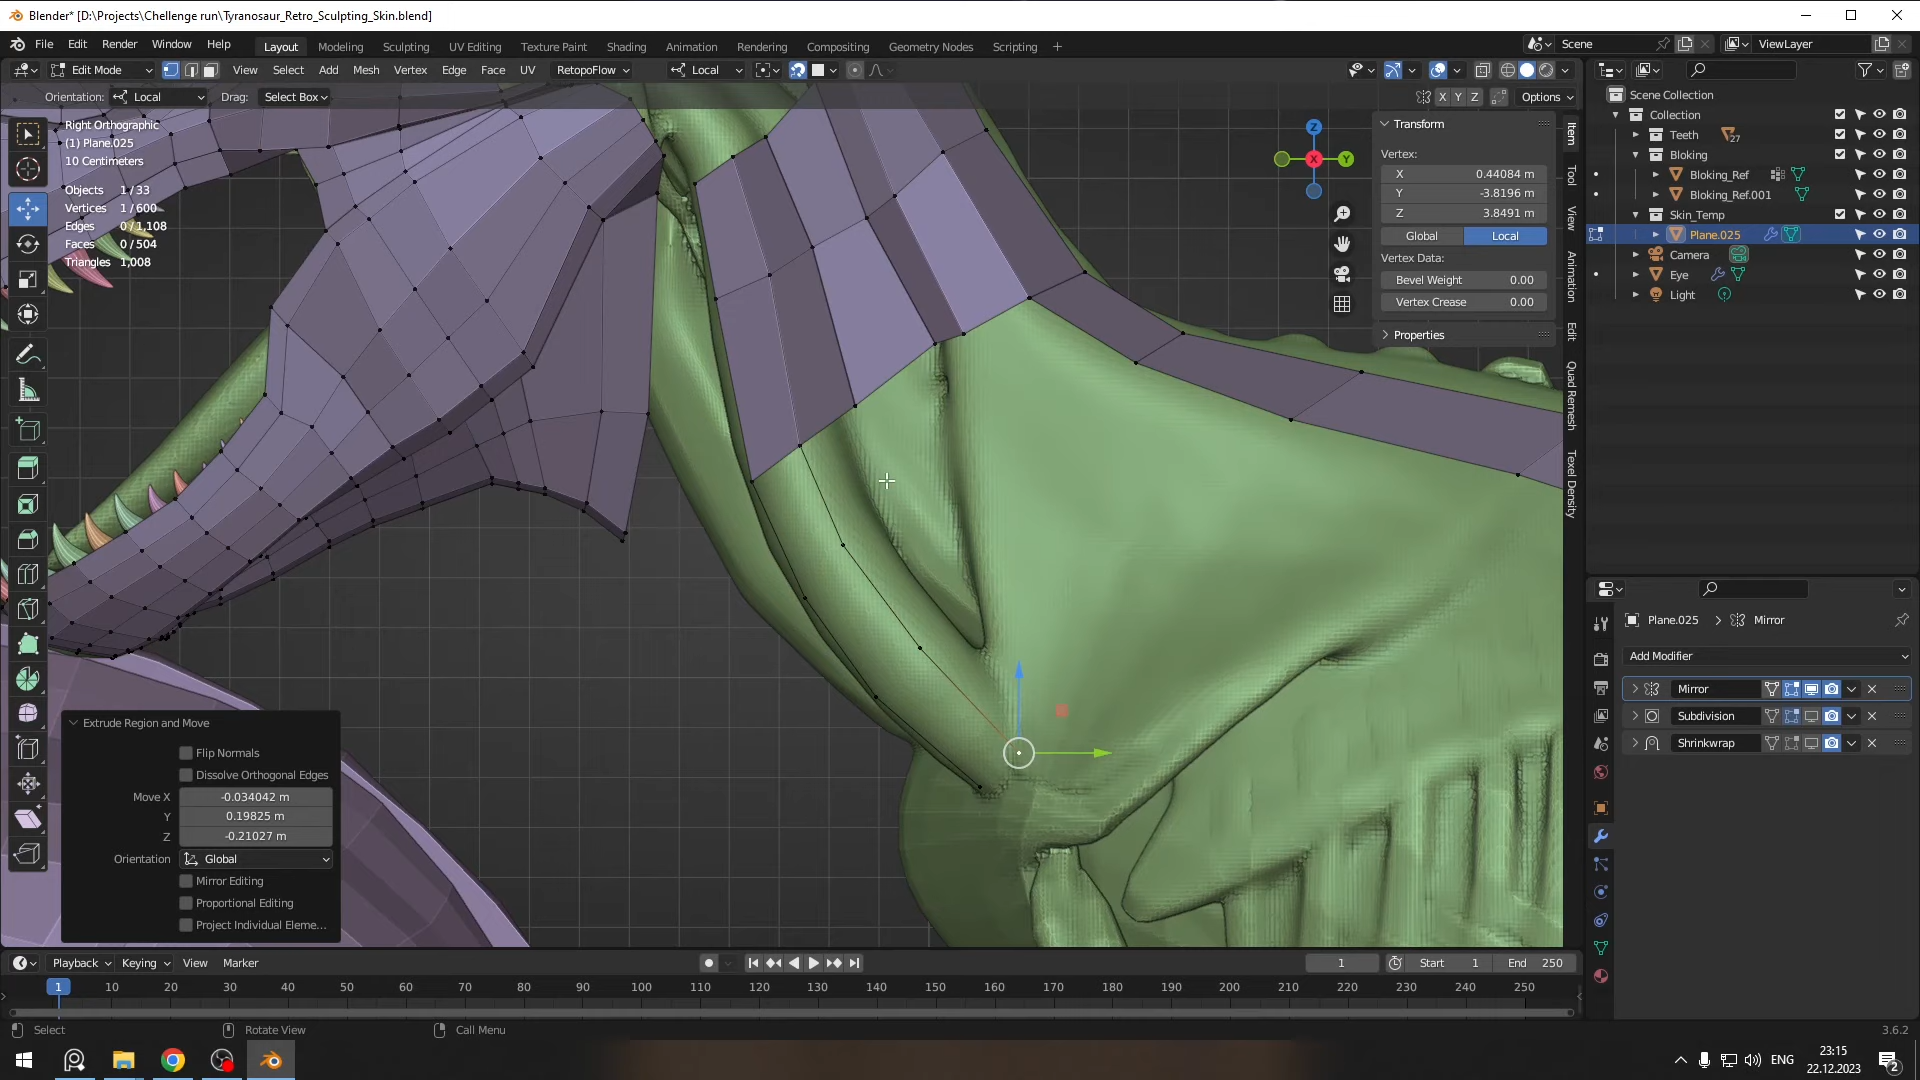 Blender* [D:\Projects\Chellenge run\Tyranosaur_Retro_Sculpting_Skin.blend]
File Edit Render Window Help Layout Modeling Sculpting UV Editing Texture Paint Shading Animation Rendering Compositing Geometry Nodes Scripting + Scene ViewLayer
Edit Mode View Select Add Mesh Vertex Edge Face UV RetopoFlow Local
Orientation: Local Drag: Select Box X Y Z Options
Right Orthographic
(1) Plane.025
10 Centimeters
Objects 1/33
Vertices 1/600
Edges 0/1,108
Faces 0/504
Triangles 1,008
Z
Y
X
Transform
Vertex:
X 0.44084 m
Y -3.8196 m
Z 3.8491 m
Global Local
Vertex Data:
Bevel Weight 0.00
Vertex Crease 0.00
Properties
Item
Tool
View
Animation
Edit
Quad Remesh
Texel Density
Scene Collection
Collection
Teeth 27
Bloking
Bloking_Ref
Bloking_Ref.001
Skin_Temp
Plane.025
Camera
Eye
Light
Plane.025 > Mirror
Add Modifier
Mirror
Subdivision
Shrinkwrap
Extrude Region and Move
Flip Normals
Dissolve Orthogonal Edges
Move X -0.034042 m
Y 0.19825 m
Z -0.21027 m
Orientation Global
Mirror Editing
Proportional Editing
Project Individual Eleme...
Playback Keying View Marker 1 Start 1 End 250
1 10 20 30 40 50 60 70 80 90 100 110 120 130 140 150 160 170 180 190 200 210 220 230 240 250
Select Rotate View Call Menu 3.6.2
ENG 23:15
22.12.2023 2